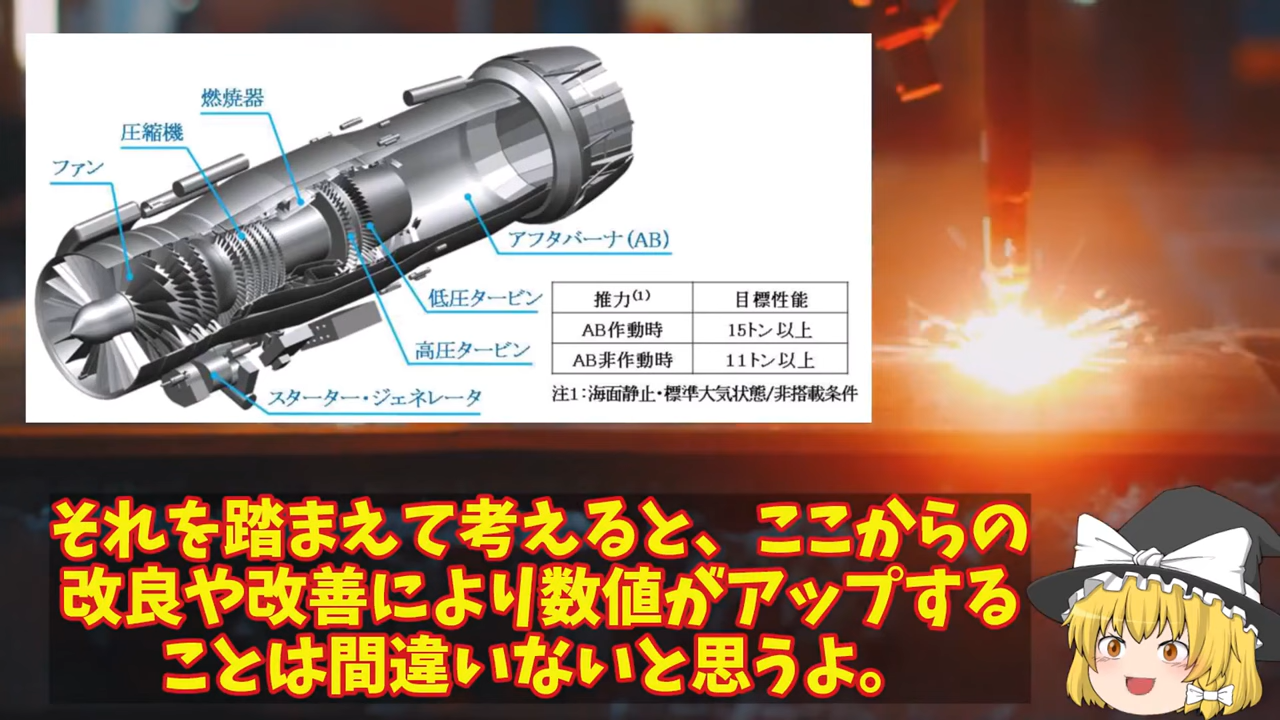 燃焼器
圧縮機
ファン
アフタバーナ(AB)
低圧タービン
高圧タービン
スターター・ジェネレータ
推力(1) 目標性能
AB作動時 15トン以上
AB非作動時 11トン以上
注1:海面静止・標準大気状態/非搭載条件
それを踏まえて考えると、ここからの
改良や改善により数値がアップする
ことは間違いないと思うよ。